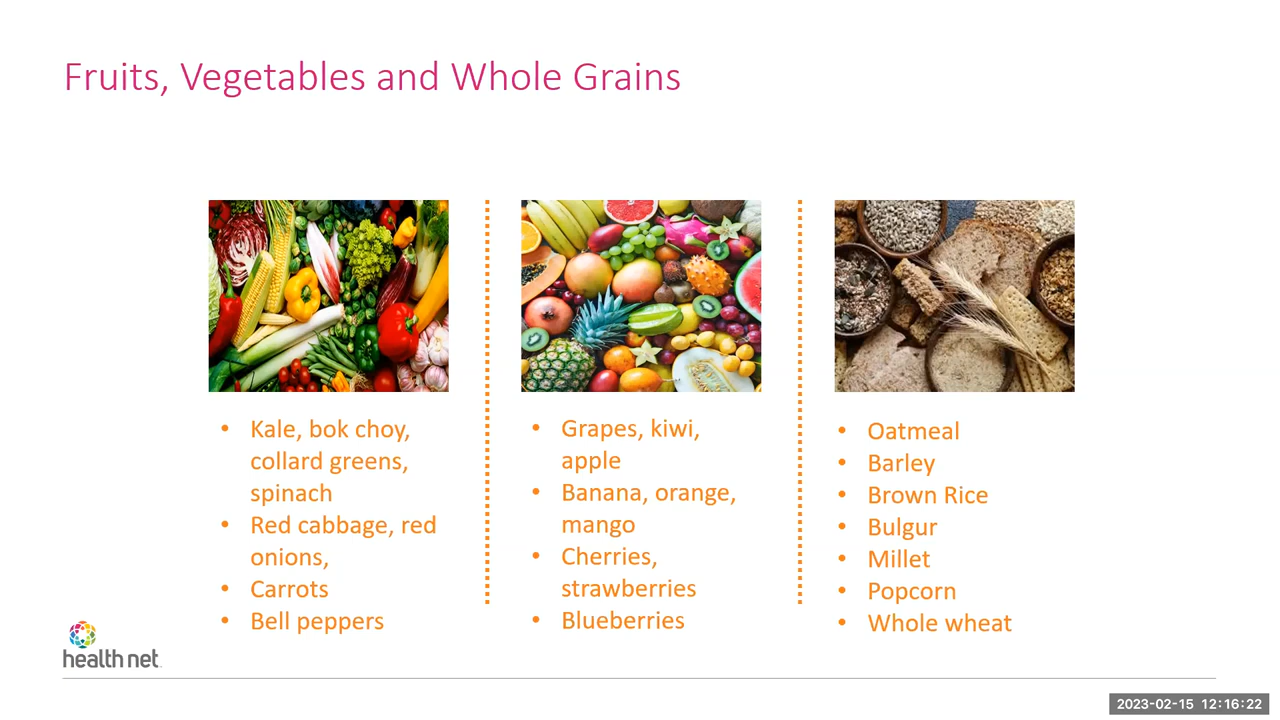 Fruits, Vegetables and Whole Grains
• Kale, bok choy,
collard greens,
spinach
• Red cabbage, red
onions,
• Carrots
• Bell peppers
• Grapes, kiwi,
apple
• Banana, orange,
mango
• Cherries,
strawberries
• Blueberries
• Oatmeal
• Barley
• Brown Rice
• Bulgur
• Millet
• Popcorn
• Whole wheat
health net
2023-02-15 12:16:22